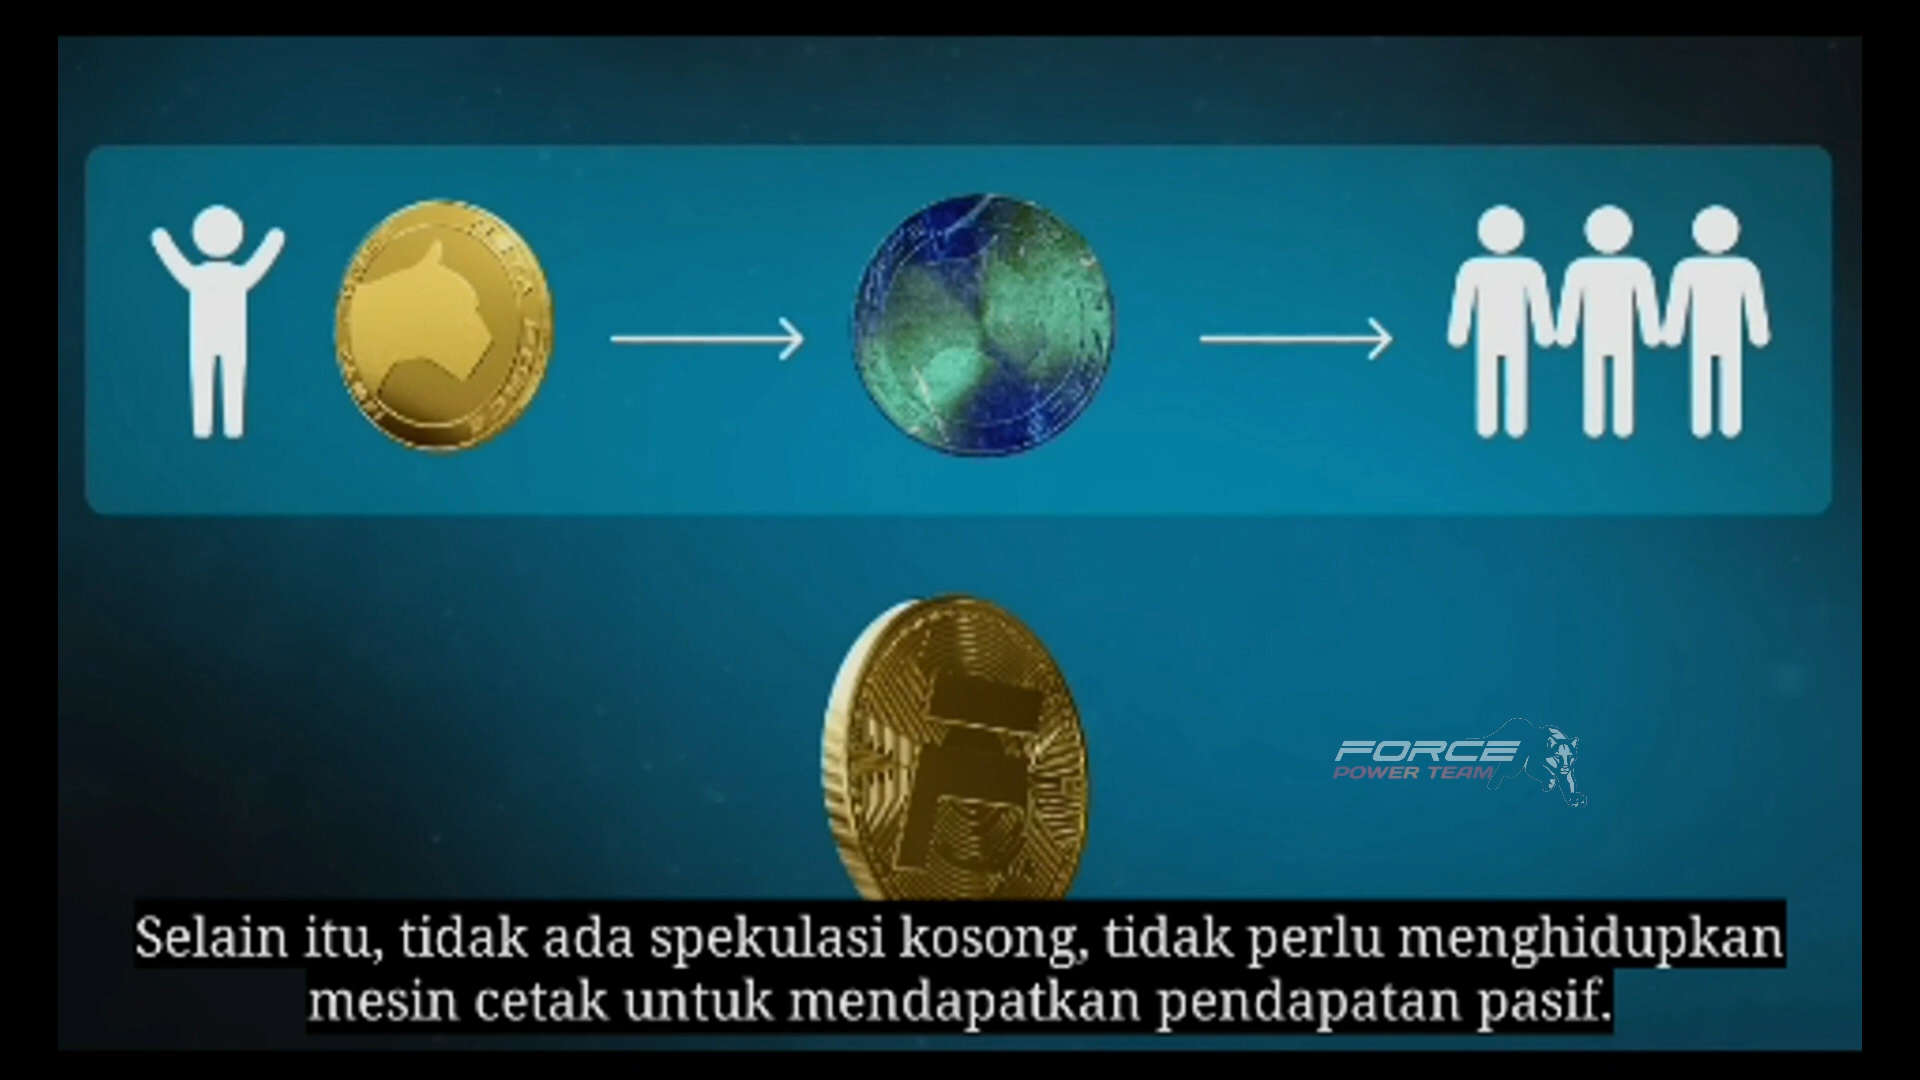 FORCE
POWER TEAM
Selain itu, tidak ada spekulasi kosong, tidak perlu menghidupkan
mesin cetak untuk mendapatkan pendapatan pasif.